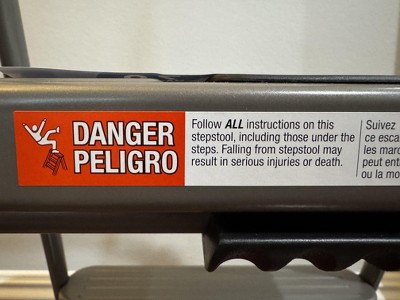 DANGER
PELIGRO
Follow ALL instructions on this
stepstool, including those under the
steps. Falling from stepstool may
result in serious injuries or death.
Suivez
ce esca
les marc
peut ent
ou la mo